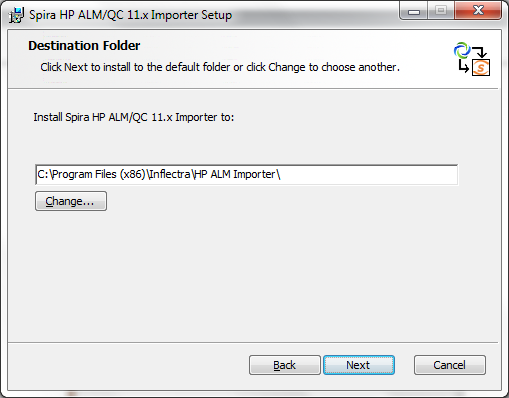 Spira HP ALM/QC 11.x Importer Setup
Destination Folder
Click Next to install to the default folder or click Change to choose another.
Install Spira HP ALM/QC 11.x Importer to:
C:\Program Files (x86)\Inflectra\HP ALM Importer\
Change...
Back
Next
Cancel